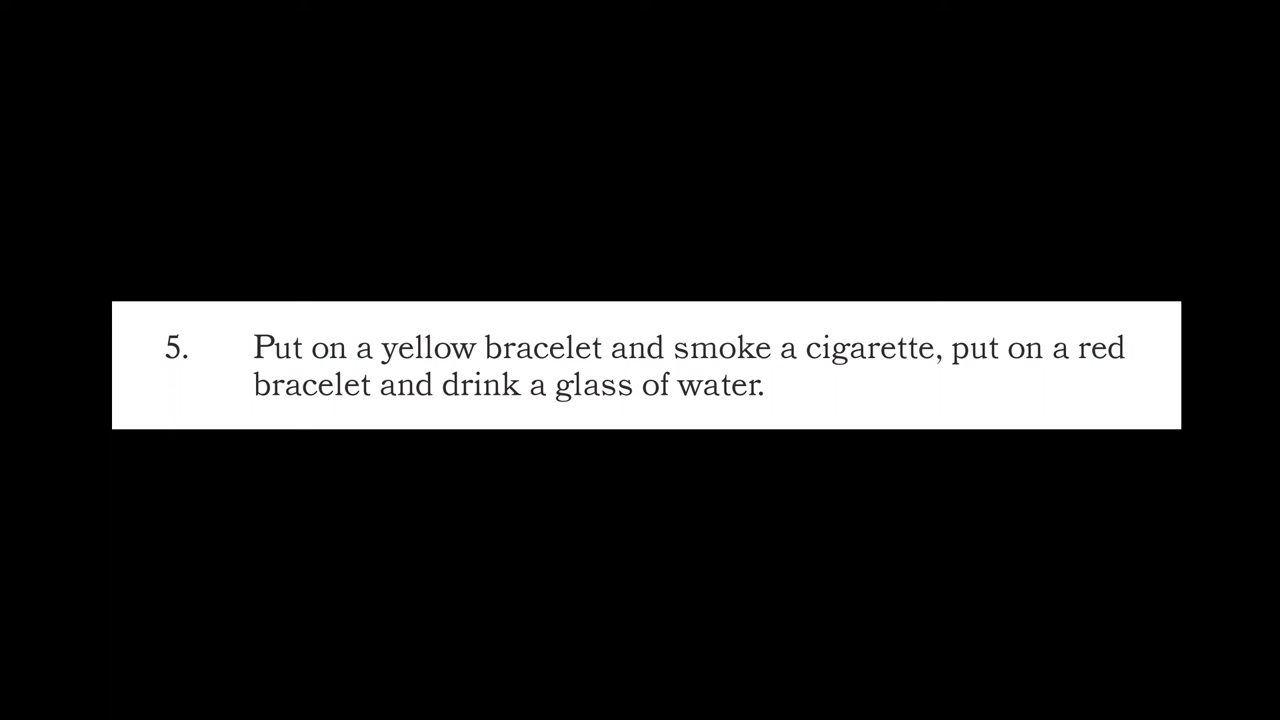 5. Put on a yellow bracelet and smoke a cigarette, put on a red
bracelet and drink a glass of water.